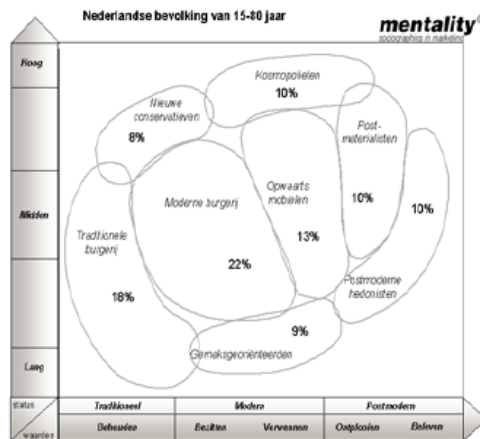 Nederlandse bevolking van 15-80 jaar
mentality
sociographics in marketing
Hoog
Midden
Laag
Kosmopolieten
10%
Nieuwe
conservatieven
8%
Post-
materialisten
10%
Moderne burgerij
22%
Opwaarts
mobielen
13%
10%
Traditionele
burgerij
18%
Postmoderne
hedonisten
9%
Gemaksgeoriënteerden
status
waarden
Traditioneel
Modern
Postmodern
Behouden
Bezitten
Verwennen
Ontplooien
Beleven